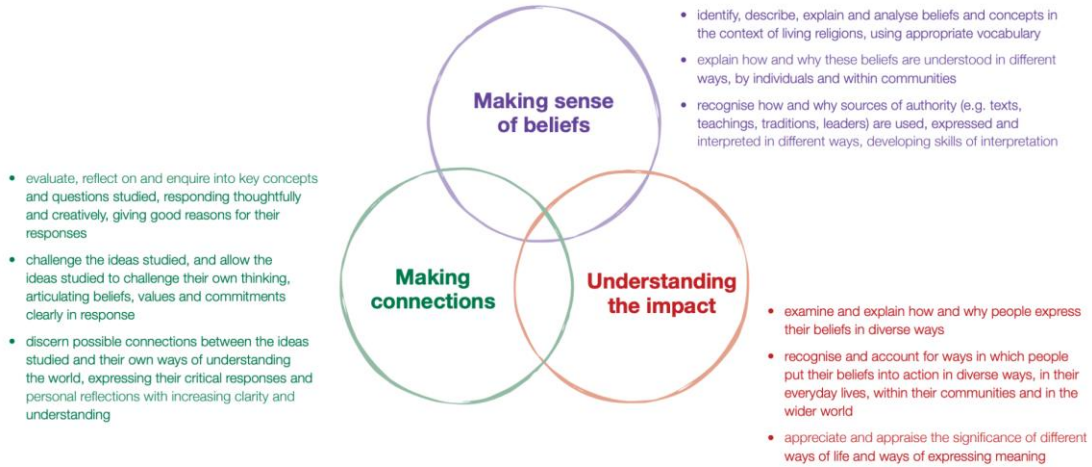 Making sense
of beliefs
• identify, describe, explain and analyse beliefs and concepts in
the context of living religions, using appropriate vocabulary
• explain how and why these beliefs are understood in different
ways, by individuals and within communities
• recognise how and why sources of authority (e.g. texts,
teachings, traditions, leaders) are used, expressed and
interpreted in different ways, developing skills of interpretation
Making
connections
• evaluate, reflect on and enquire into key concepts
and questions studied, responding thoughtfully
and creatively, giving good reasons for their
responses
• challenge the ideas studied, and allow the
ideas studied to challenge their own thinking,
articulating beliefs, values and commitments
clearly in response
• discern possible connections between the ideas
studied and their own ways of understanding
the world, expressing their critical responses and
personal reflections with increasing clarity and
understanding
Understanding
the impact
• examine and explain how and why people express
their beliefs in diverse ways
• recognise and account for ways in which people
put their beliefs into action in diverse ways, in their
everyday lives, within their communities and in the
wider world
• appreciate and appraise the significance of different
ways of life and ways of expressing meaning